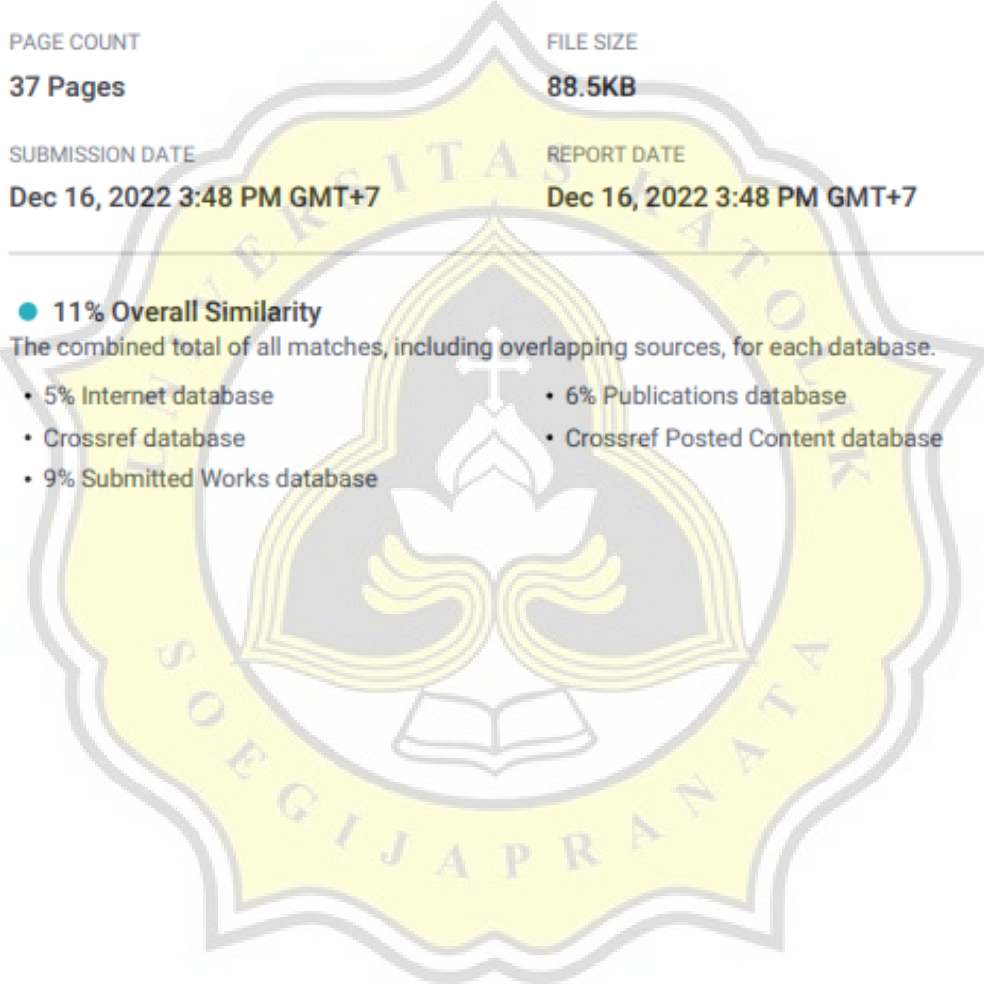 PAGE COUNT FILE SIZE
37 Pages 88.5KB
SUBMISSION DATE REPORT DATE
Dec 16, 2022 3:48 PM GMT+7 Dec 16, 2022 3:48 PM GMT+7
11% Overall Similarity
The combined total of all matches, including overlapping sources, for each database.
• 5% Internet database • 6% Publications database
• Crossref database • Crossref Posted Content database
• 9% Submitted Works database
UNIVERSITAS KATOLIK
SOEGIJAPRANATA